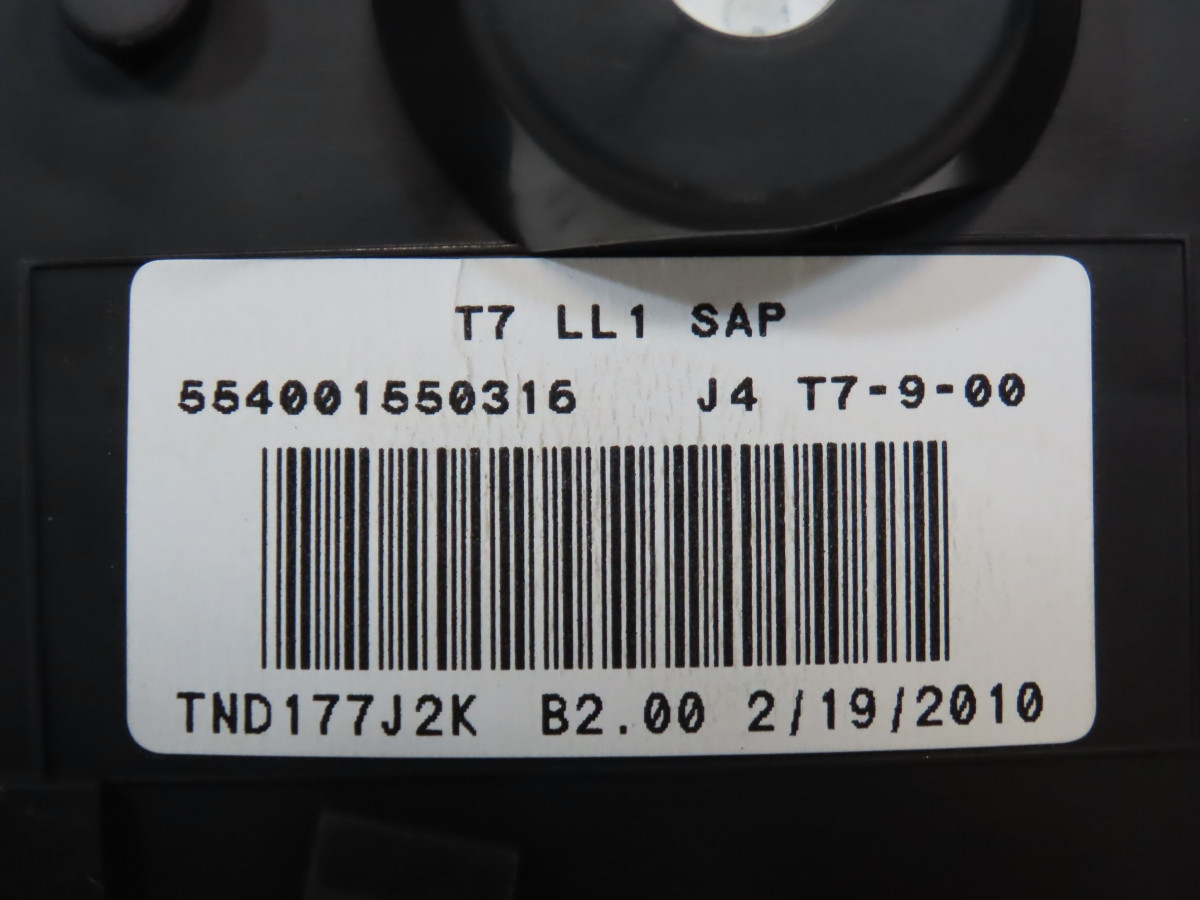 T7 LL1 SAP
554001550316 J4 T7-9-00
TND177J2K B2.00 2/19/2010